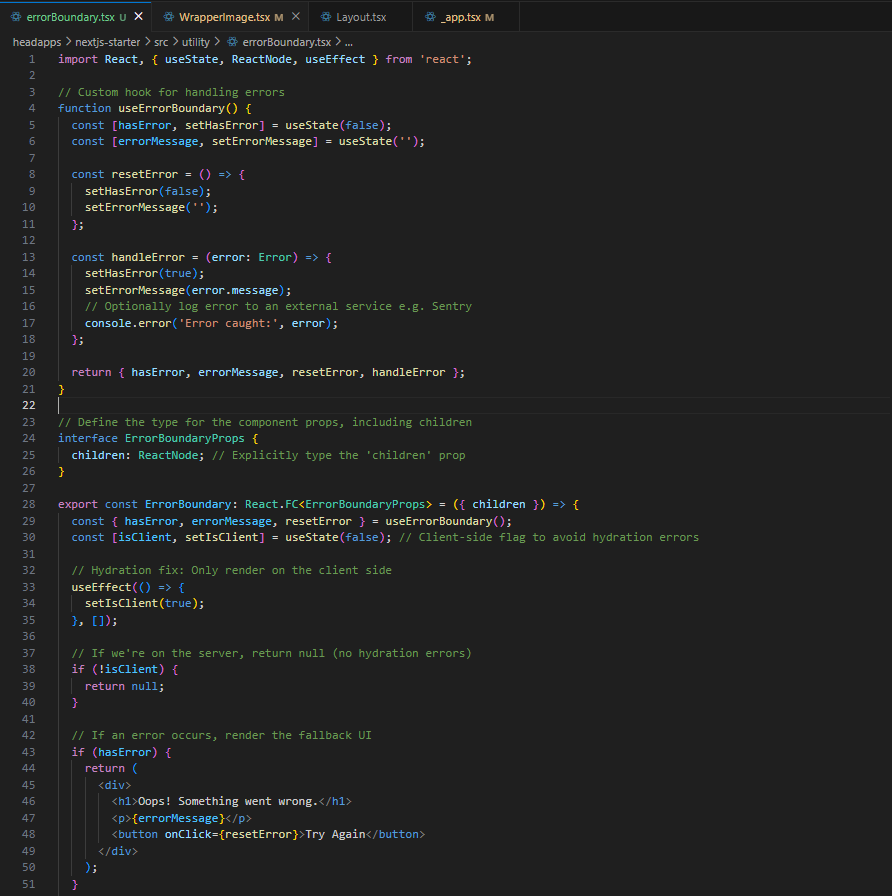 errorBoundary.tsx U × WrapperImage.tsx M × Layout.tsx _app.tsx M
headapps > nextjs-starter > src > utility > errorBoundary.tsx > ...
1 import React, { useState, ReactNode, useEffect } from 'react';
2
3 // Custom hook for handling errors
4 function useErrorBoundary() {
5 const [hasError, setHasError] = useState(false);
6 const [errorMessage, setErrorMessage] = useState('');
7
8 const resetError = () => {
9 setHasError(false);
10 setErrorMessage('');
11 };
12
13 const handleError = (error: Error) => {
14 setHasError(true);
15 setErrorMessage(error.message);
16 // Optionally log error to an external service e.g. Sentry
17 console.error('Error caught:', error);
18 };
19
20 return { hasError, errorMessage, resetError, handleError };
21 }
22
23 // Define the type for the component props, including children
24 interface ErrorBoundaryProps {
25 children: ReactNode; // Explicitly type the 'children' prop
26 }
27
28 export const ErrorBoundary: React.FC<ErrorBoundaryProps> = ({ children }) => {
29 const { hasError, errorMessage, resetError } = useErrorBoundary();
30 const [isClient, setIsClient] = useState(false); // Client-side flag to avoid hydration errors
31
32 // Hydration fix: Only render on the client side
33 useEffect(() => {
34 setIsClient(true);
35 }, []);
36
37 // If we're on the server, return null (no hydration errors)
38 if (!isClient) {
39 return null;
40 }
41
42 // If an error occurs, render the fallback UI
43 if (hasError) {
44 return (
45 <div>
46 <h1>Oops! Something went wrong.</h1>
47 <p>{errorMessage}</p>
48 <button onClick={resetError}>Try Again</button>
49 </div>
50 );
51 }